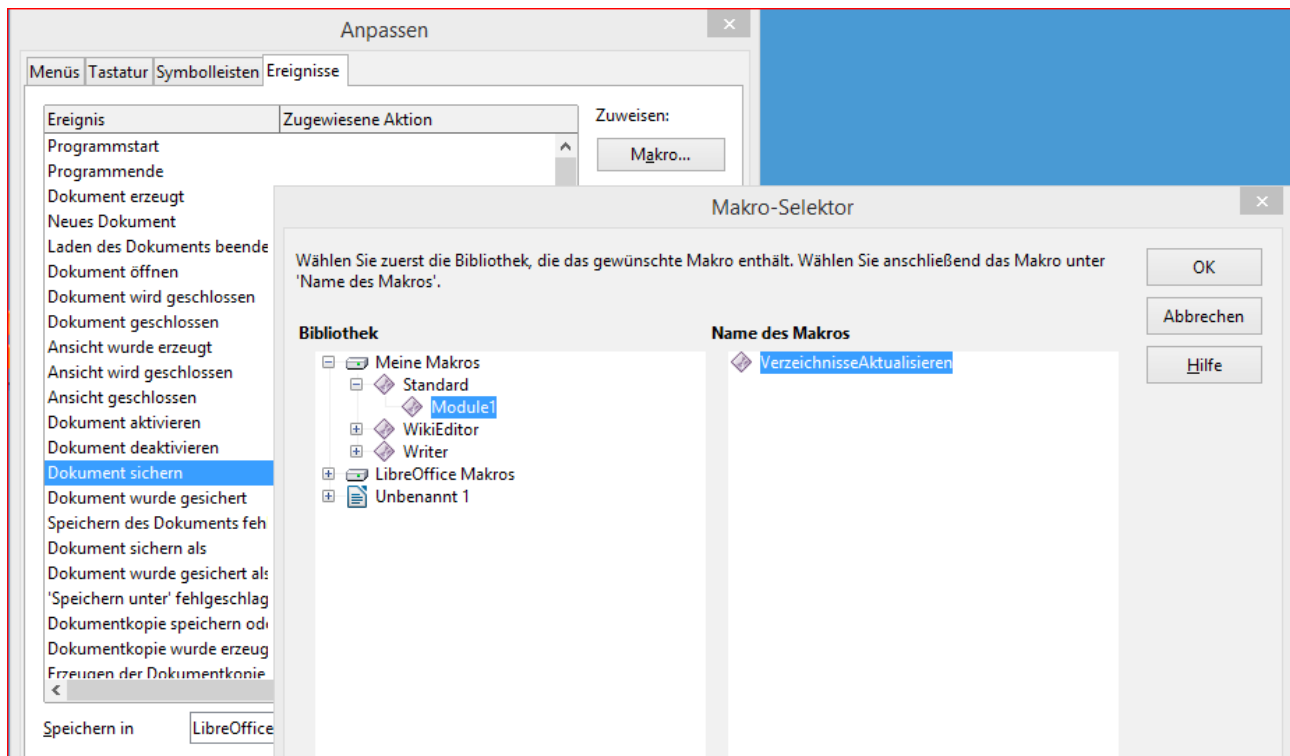 Anpassen
Menüs Tastatur Symbolleisten Ereignisse
Ereignis Zugewiesene Aktion
Zuweisen:
Makro...
Programmstart
Programmende
Dokument erzeugt
Neues Dokument
Laden des Dokuments beende
Dokument öffnen
Dokument wird geschlossen
Dokument geschlossen
Ansicht wurde erzeugt
Ansicht wird geschlossen
Ansicht geschlossen
Dokument aktivieren
Dokument deaktivieren
Dokument sichern
Dokument wurde gesichert
Speichern des Dokuments feh
Dokument sichern als
Dokument wurde gesichert als
'Speichern unter' fehlgeschlag
Dokumentkopie speichern ode
Dokumentkopie wurde erzeug
Erzeugen der Dokumentkopie
Speichern in LibreOffice
Makro-Selektor
Wählen Sie zuerst die Bibliothek, die das gewünschte Makro enthält. Wählen Sie anschließend das Makro unter
'Name des Makros'.
OK
Abbrechen
Hilfe
Bibliothek
Meine Makros
Standard
Module1
WikiEditor
Writer
LibreOffice Makros
Unbenannt 1
Name des Makros
VerzeichnisseAktualisieren